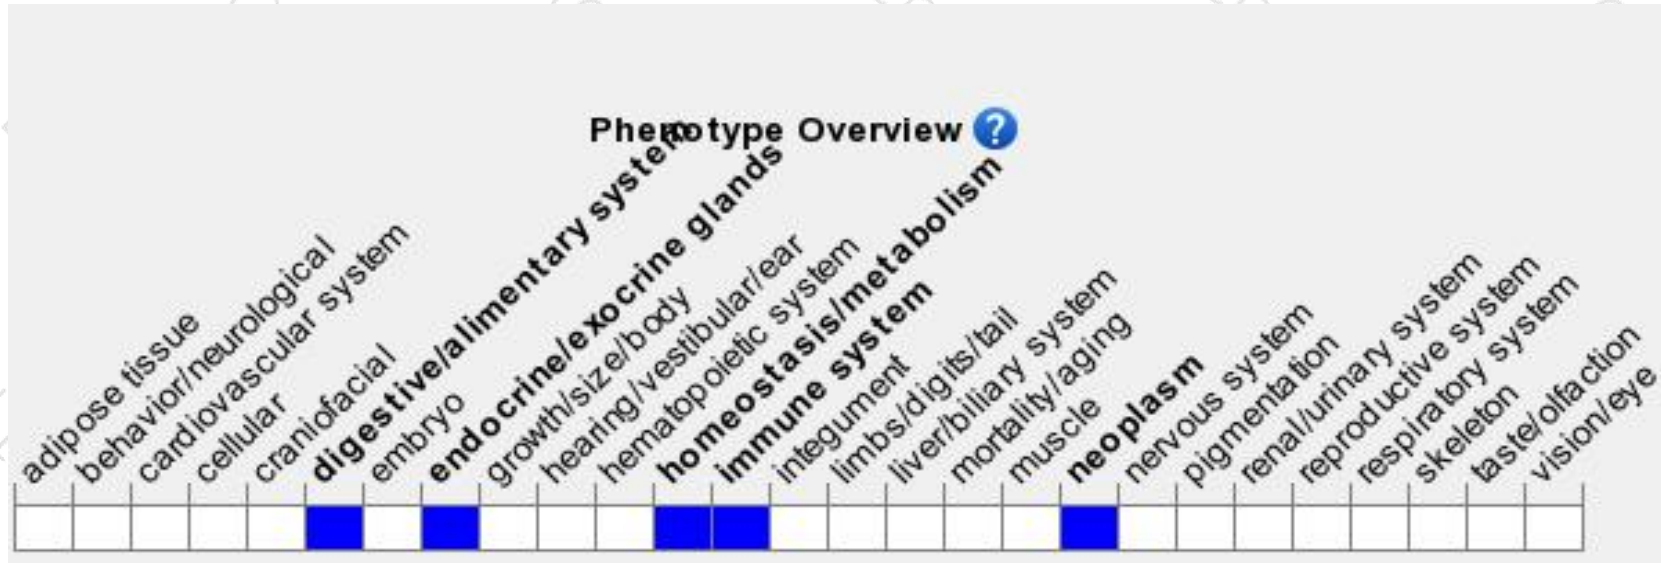 Phenotype Overview ?
adipose tissue
behavior/neurological
cardiovascular system
cellular
craniofacial
digestive/alimentary system
embryo
endocrine/exocrine glands
growth/size/body
hearing/vestibular/ear
hematopoietic system
homeostasis/metabolism
immune system
integument
limbs/digits/tail
liver/biliary system
mortality/aging
muscle
neoplasm
nervous system
pigmentation
renal/urinary system
reproductive system
respiratory system
skeleton
taste/olfaction
vision/eye